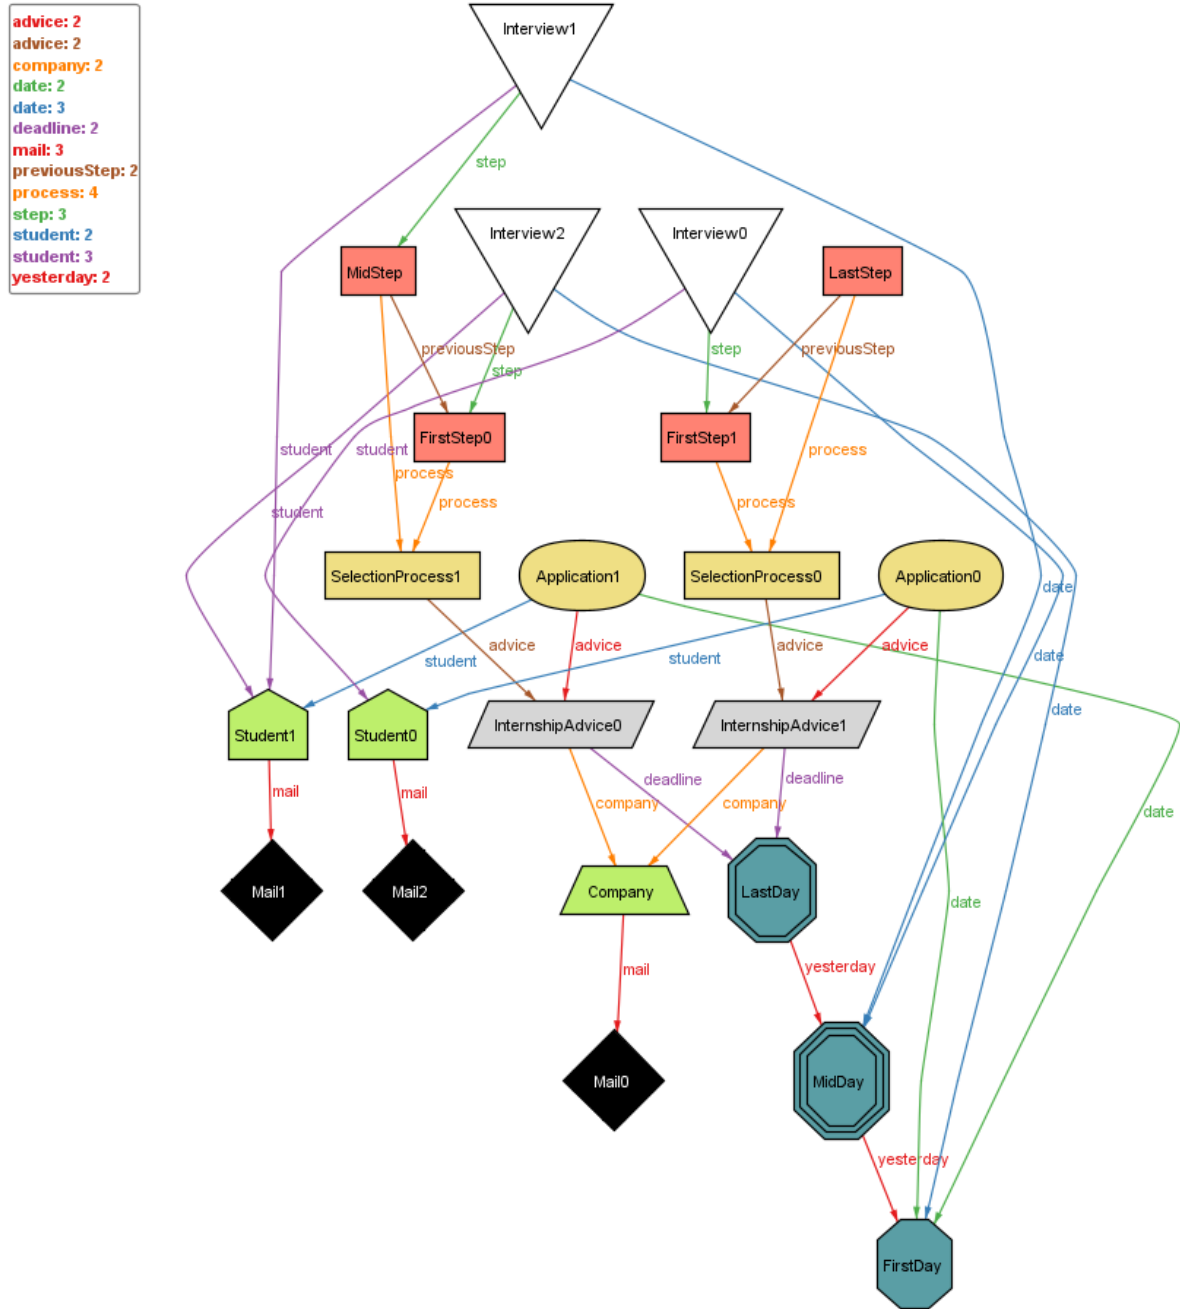 advice: 2
advice: 2
company: 2
date: 2
date: 3
deadline: 2
mail: 3
previousStep: 2
process: 4
step: 3
student: 2
student: 3
yesterday: 2
Interview1
step
Interview2
Interview0
MidStep
LastStep
previousStep
step
step
previousStep
FirstStep0
FirstStep1
student
student
process
process
process
process
student
SelectionProcess1
Application1
SelectionProcess0
Application0
date
student
advice
advice
student
advice
advice
date
date
Student1
Student0
InternshipAdvice0
InternshipAdvice1
mail
mail
deadline
deadline
company
company
date
Mail1
Mail2
Company
LastDay
date
mail
yesterday
Mail0
MidDay
yesterday
FirstDay